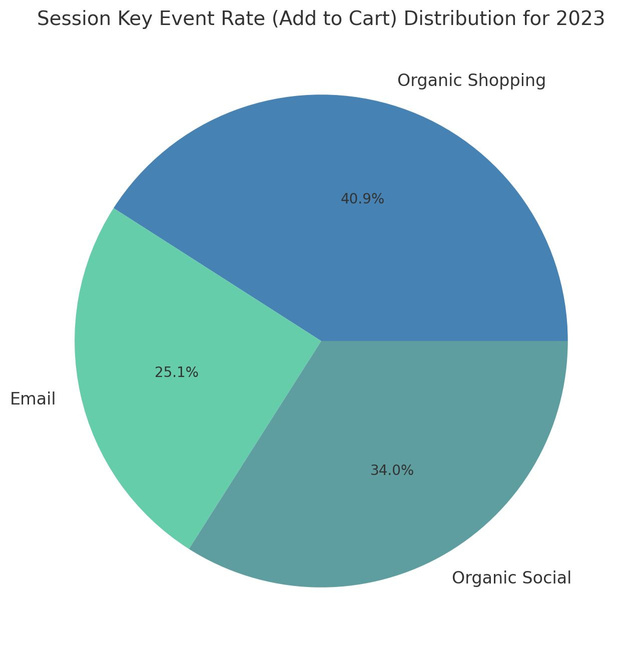 Session Key Event Rate (Add to Cart) Distribution for 2023
Organic Shopping
40.9%
25.1%
Email
34.0%
Organic Social